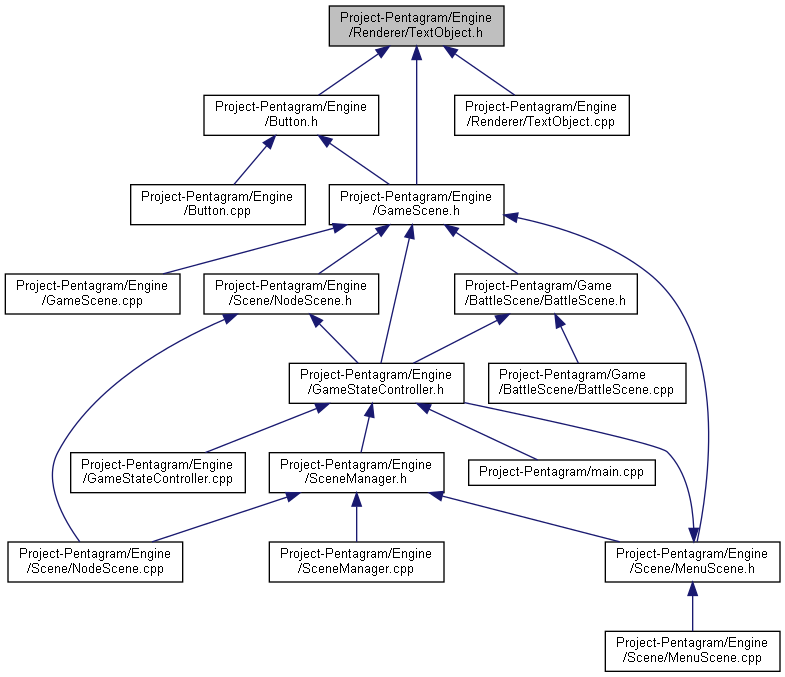 Project-Pentagram/Engine
/Renderer/TextObject.h
Project-Pentagram/Engine
/Button.h
Project-Pentagram/Engine
/Renderer/TextObject.cpp
Project-Pentagram/Engine
/Button.cpp
Project-Pentagram/Engine
/GameScene.h
Project-Pentagram/Engine
/GameScene.cpp
Project-Pentagram/Engine
/Scene/NodeScene.h
Project-Pentagram/Game
/BattleScene/BattleScene.h
Project-Pentagram/Engine
/GameStateController.h
Project-Pentagram/Game
/BattleScene/BattleScene.cpp
Project-Pentagram/Engine
/GameStateController.cpp
Project-Pentagram/Engine
/SceneManager.h
Project-Pentagram/main.cpp
Project-Pentagram/Engine
/Scene/NodeScene.cpp
Project-Pentagram/Engine
/SceneManager.cpp
Project-Pentagram/Engine
/Scene/MenuScene.h
Project-Pentagram/Engine
/Scene/MenuScene.cpp